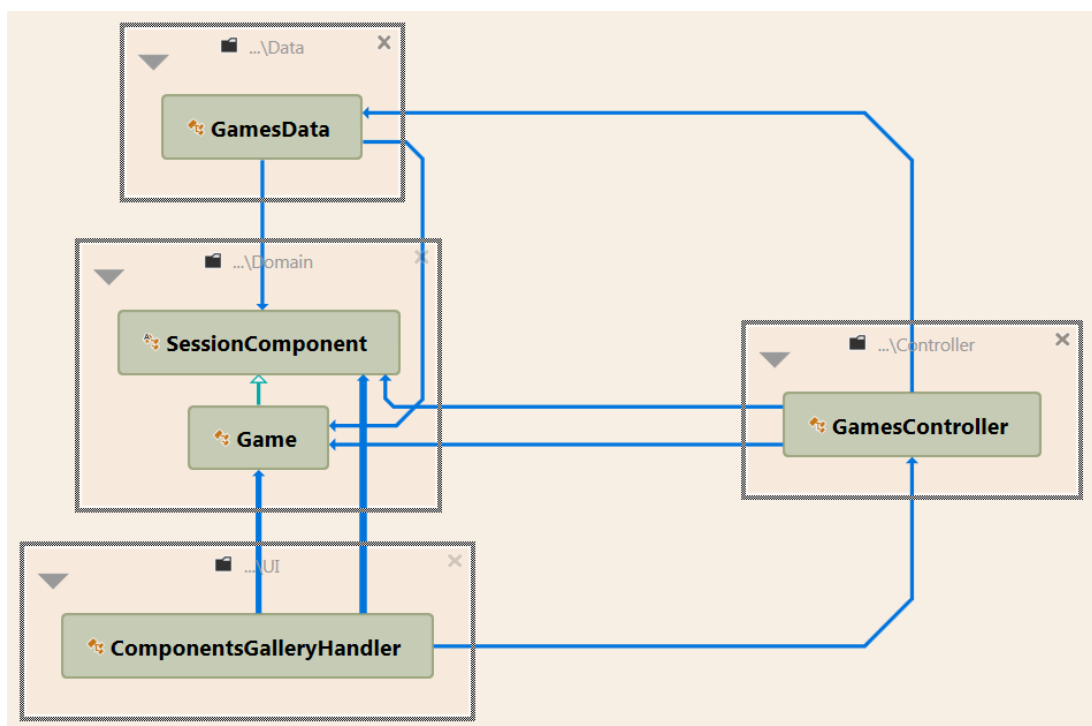 ...\Data
GamesData
...\Domain
SessionComponent
Game
...\Controller
GamesController
...\UI
ComponentsGalleryHandler